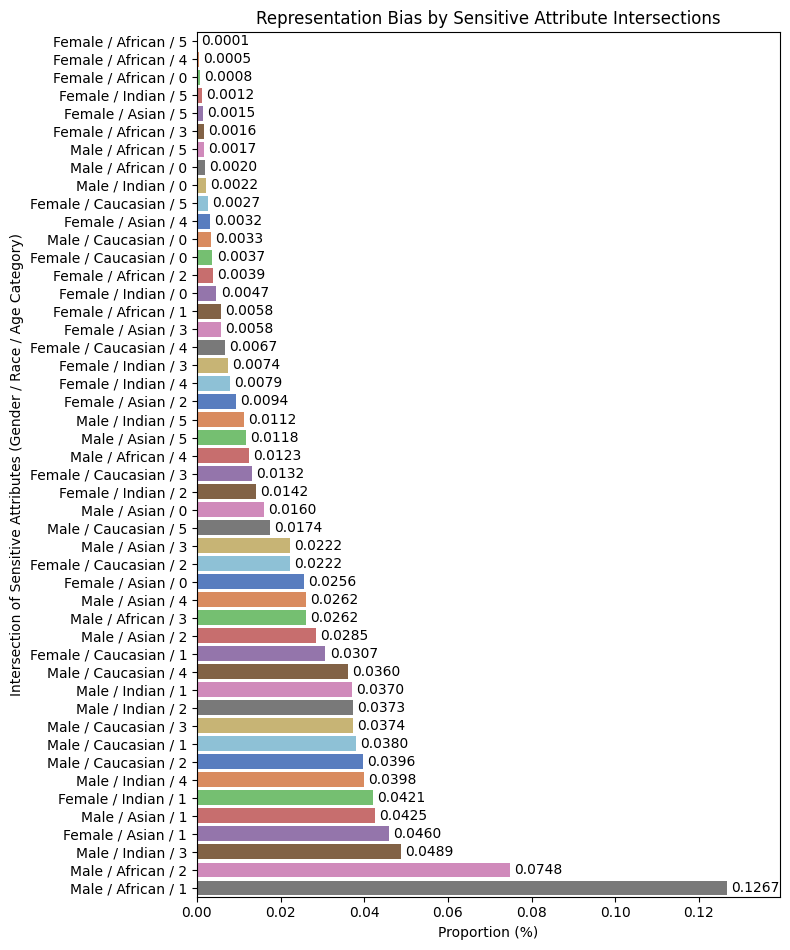 Representation Bias by Sensitive Attribute Intersections
Female / African / 5 0.0001
Female / African / 4 0.0005
Female / African / 0 0.0008
Female / Indian / 5 0.0012
Female / Asian / 5 0.0015
Female / African / 3 0.0016
Male / African / 5 0.0017
Male / African / 0 0.0020
Male / Indian / 0 0.0022
Female / Caucasian / 5 0.0027
Female / Asian / 4 0.0032
Male / Caucasian / 0 0.0033
Female / Caucasian / 0 0.0037
Female / African / 2 0.0039
Female / Indian / 0 0.0047
Female / African / 1 0.0058
Female / Asian / 3 0.0058
Female / Caucasian / 4 0.0067
Female / Indian / 3 0.0074
Female / Indian / 4 0.0079
Female / Asian / 2 0.0094
Male / Indian / 5 0.0112
Male / Asian / 5 0.0118
Male / African / 4 0.0123
Female / Caucasian / 3 0.0132
Female / Indian / 2 0.0142
Male / Asian / 0 0.0160
Male / Caucasian / 5 0.0174
Male / Asian / 3 0.0222
Female / Caucasian / 2 0.0222
Female / Asian / 0 0.0256
Male / Asian / 4 0.0262
Male / African / 3 0.0262
Male / Asian / 2 0.0285
Female / Caucasian / 1 0.0307
Male / Caucasian / 4 0.0360
Male / Indian / 1 0.0370
Male / Indian / 2 0.0373
Male / Caucasian / 3 0.0374
Male / Caucasian / 1 0.0380
Male / Caucasian / 2 0.0396
Male / Indian / 4 0.0398
Female / Indian / 1 0.0421
Male / Asian / 1 0.0425
Female / Asian / 1 0.0460
Male / Indian / 3 0.0489
Male / African / 2 0.0748
Male / African / 1 0.1267
0.00 0.02 0.04 0.06 0.08 0.10 0.12
Proportion (%)
Intersection of Sensitive Attributes (Gender / Race / Age Category)